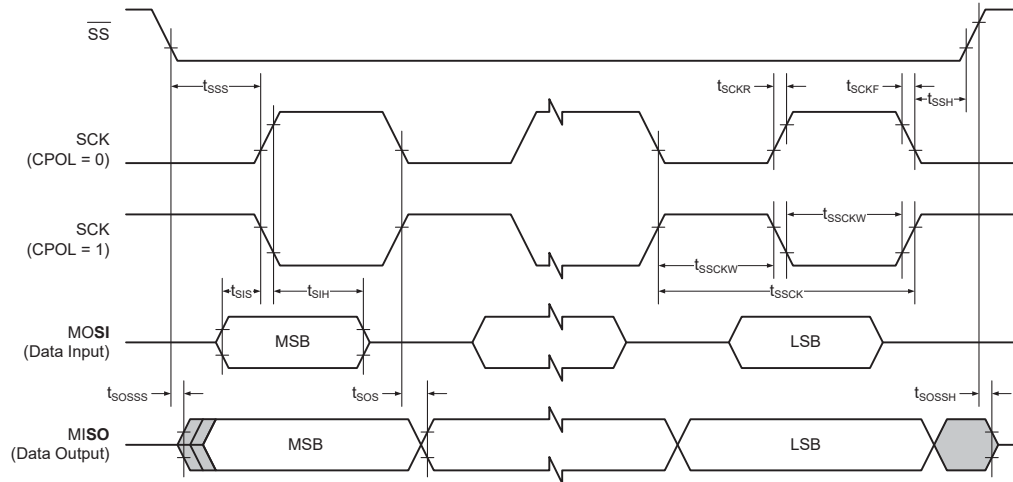 SS
tSSS
tSCKR
tSCKF
tSSH
SCK
(CPOL = 0)
SCK
(CPOL = 1)
tSSCKW
tSSCKW
tSIS
tSIH
tSSCK
MOSI
(Data Input)
MSB
LSB
tSOSSS
tSOS
tSOSSH
MISO
(Data Output)
MSB
LSB